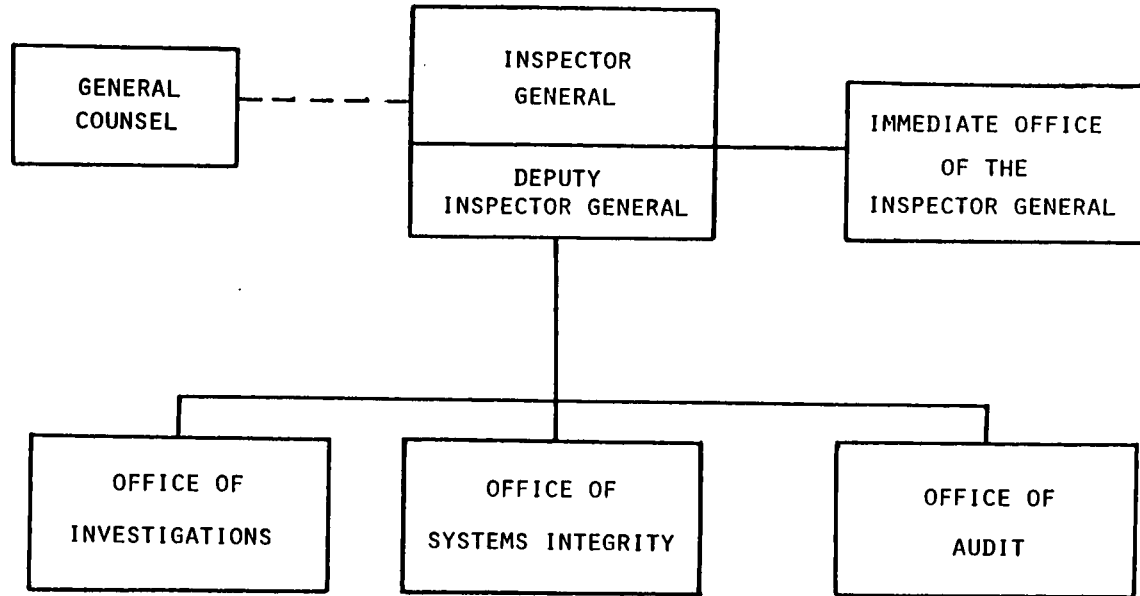 GENERAL
COUNSEL
INSPECTOR
GENERAL
DEPUTY
INSPECTOR GENERAL
IMMEDIATE OFFICE
OF THE
INSPECTOR GENERAL
OFFICE OF
INVESTIGATIONS
OFFICE OF
SYSTEMS INTEGRITY
OFFICE OF
AUDIT